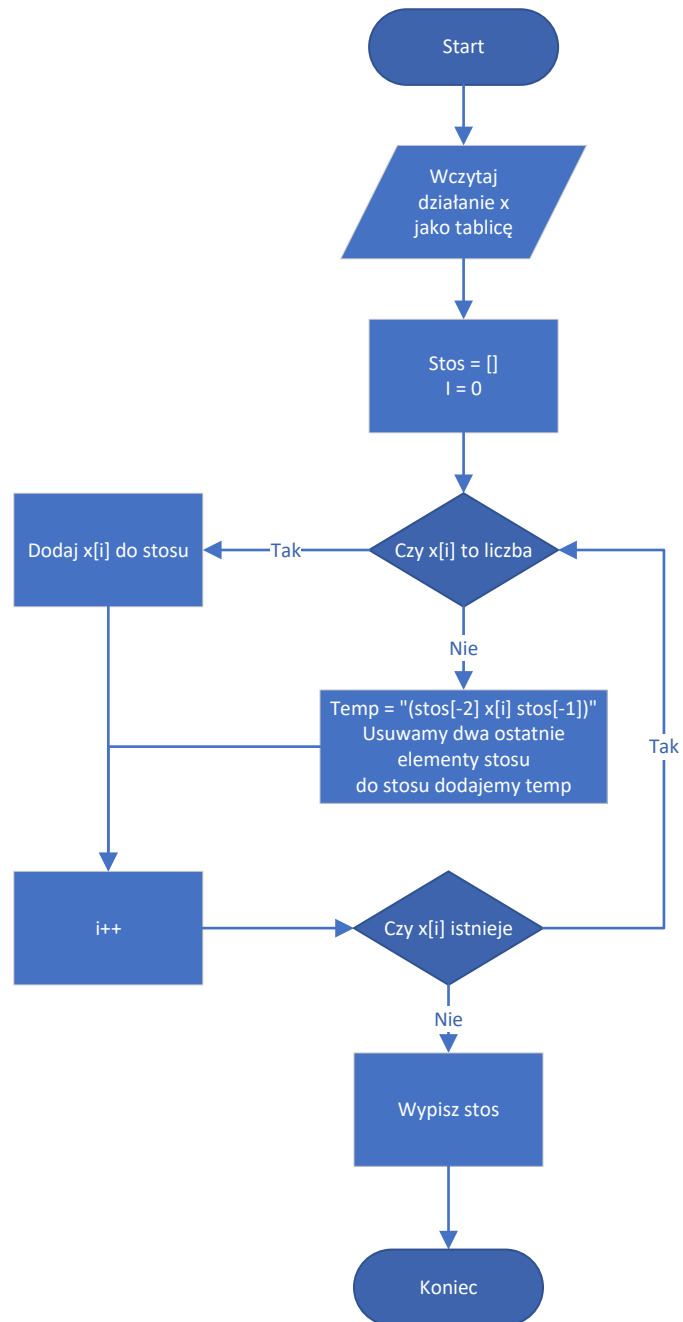 Start
Wczytaj
działanie x
jako tablicę
Stos = []
I = 0
Czy x[i] to liczba
Tak
Dodaj x[i] do stosu
Nie
Temp = "(stos[-2] x[i] stos[-1])"
Usuwamy dwa ostatnie
elementy stosu
do stosu dodajemy temp
Tak
i++
Czy x[i] istnieje
Nie
Wypisz stos
Koniec